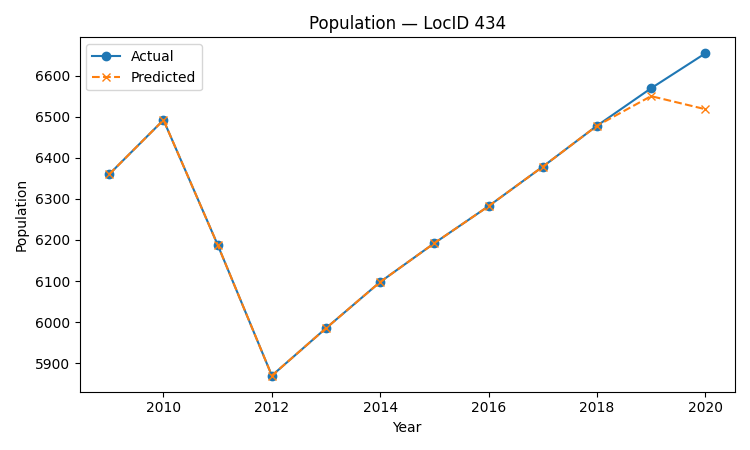 Population — LocID 434
Actual
Predicted
6600
6500
6400
6300
6200
6100
6000
5900
Population
2010 2012 2014 2016 2018 2020
Year